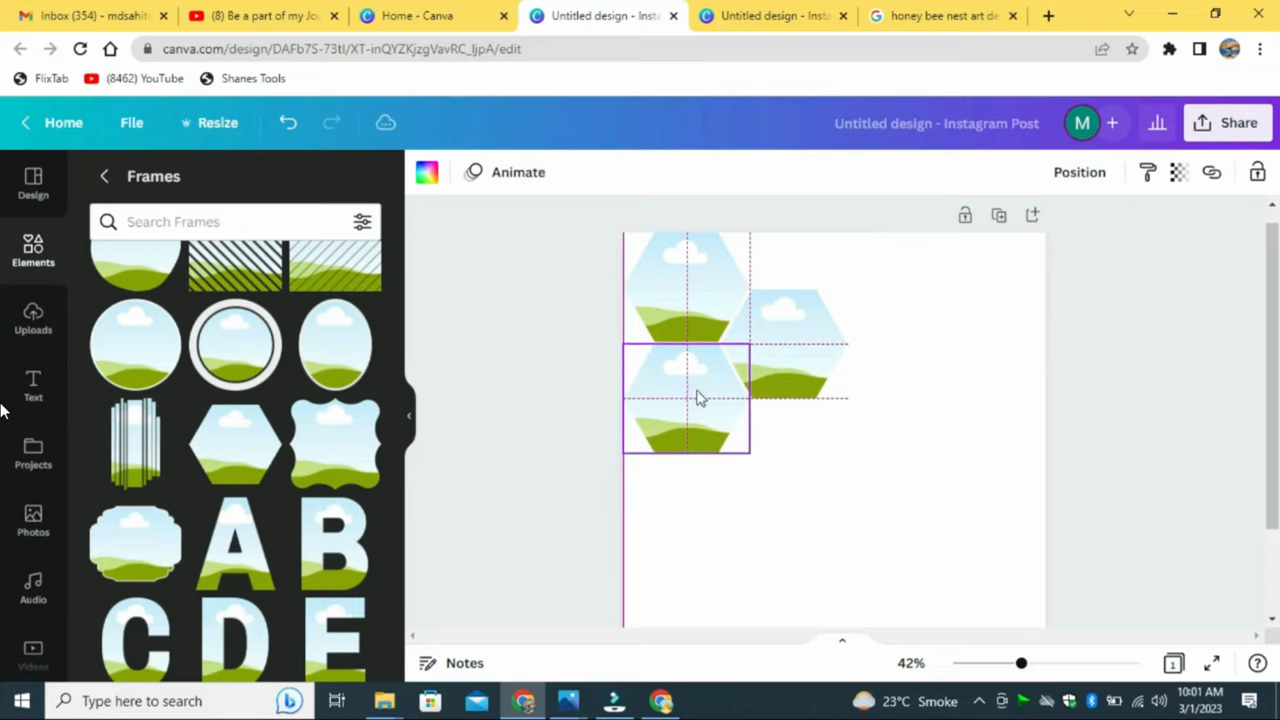 Inbox (354) - mdsahits
(8) Be a part of my Jou
Home - Canva
Untitled design - Insta
Untitled design - Insta
honey bee nest art de
canva.com/design/DAFb7S-73tI/XT-inQYZKjzgVavRC_ljpA/edit
FlixTab
(8462) YouTube
Shanes Tools
Home
File
Resize
Untitled design - Instagram Post
M
Share
Design
Elements
Uploads
Text
Projects
Photos
Audio
Videos
Frames
Search Frames
A B
C D E
Animate
Position
Notes
42%
1
Type here to search
23°C Smoke
10:01 AM
3/1/2023